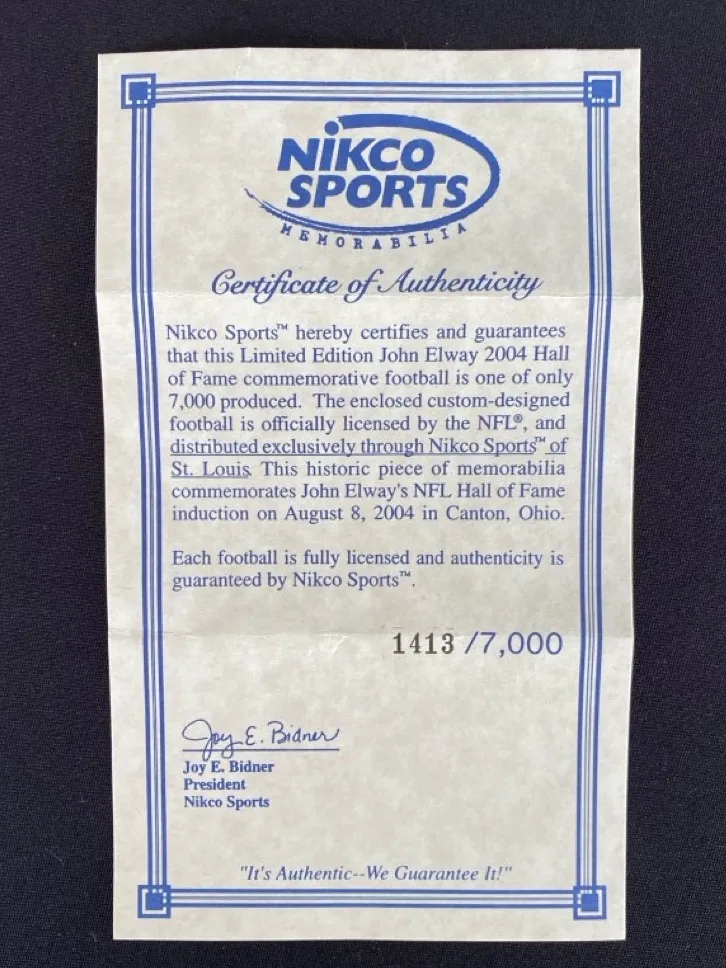 NiKCO
SPORTS
MEMORABILIA
Certificate of Authenticity
Nikco Sports™ hereby certifies and guarantees
that this Limited Edition John Elway 2004 Hall
of Fame commemorative football is one of only
7,000 produced. The enclosed custom-designed
football is officially licensed by the NFL®, and
distributed exclusively through Nikco Sports™ of
St. Louis. This historic piece of memorabilia
commemorates John Elway's NFL Hall of Fame
induction on August 8, 2004 in Canton, Ohio.
Each football is fully licensed and authenticity is
guaranteed by Nikco Sports™.
1413 /7,000
Joy E. Bidner
Joy E. Bidner
President
Nikco Sports
"It's Authentic--We Guarantee It!"